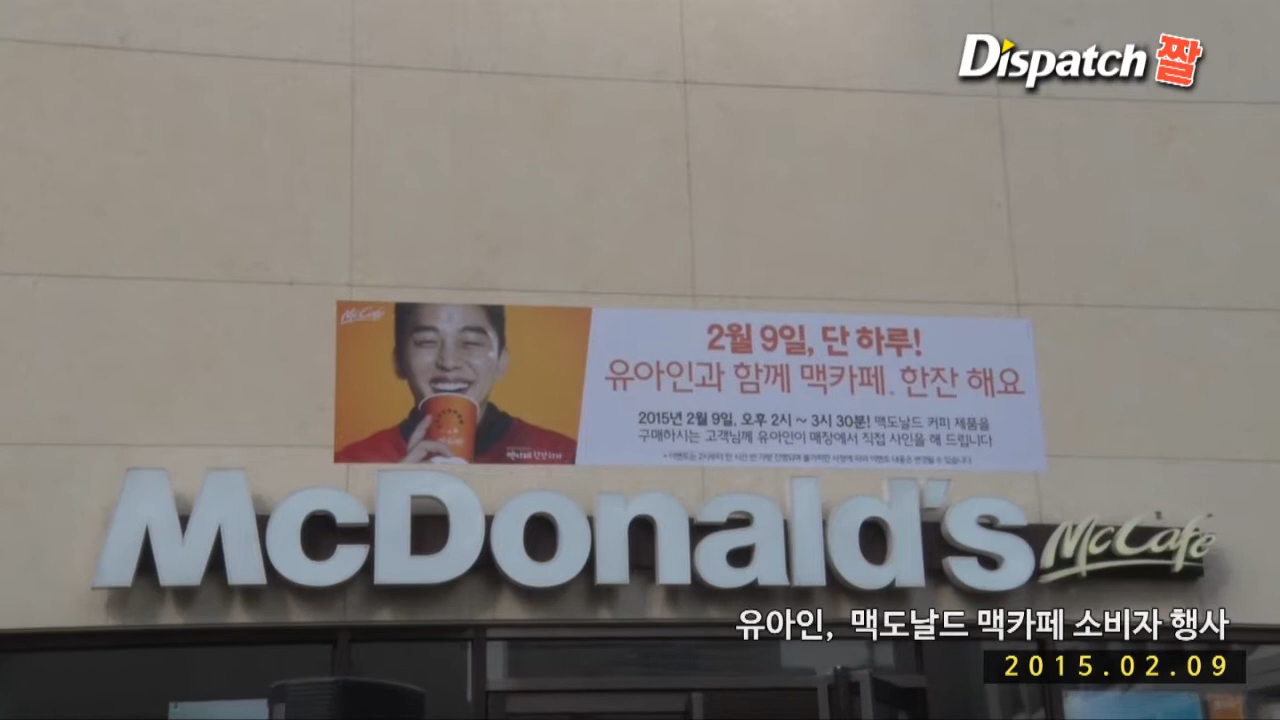 Dispatch 짤
McCafé
2월 9일, 단 하루!
유아인과 함께 맥카페. 한잔 해요
2015년 2월 9일, 오후 2시 ~ 3시 30분! 맥도날드 커피 제품을
구매하시는 고객님께 유아인이 매장에서 직접 사인을 해 드립니다
McDonald's McCafé
유아인, 맥도날드 맥카페 소비자 행사
2015.02.09